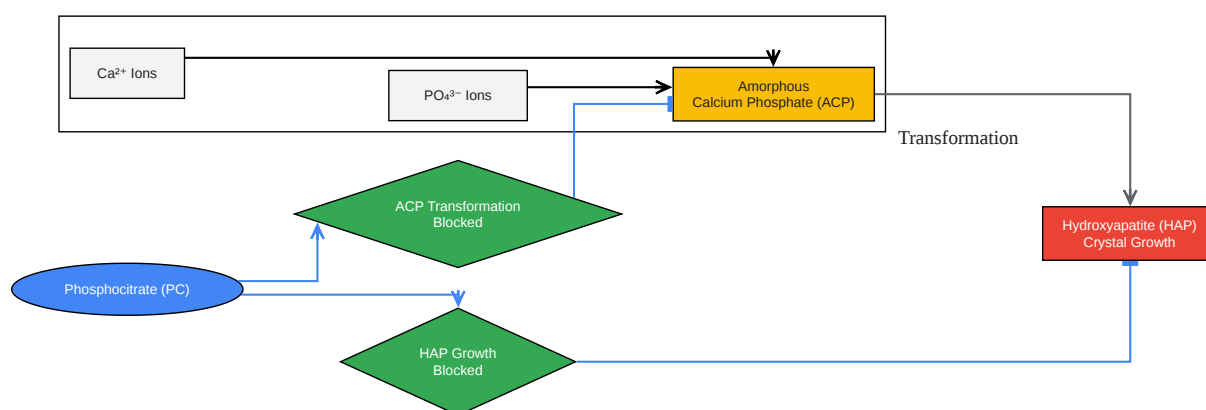 Ca²⁺ Ions
PO₄³⁻ Ions
Amorphous
Calcium Phosphate (ACP)
Transformation
ACP Transformation
Blocked
Hydroxyapatite (HAP)
Crystal Growth
Phosphocitrate (PC)
HAP Growth
Blocked